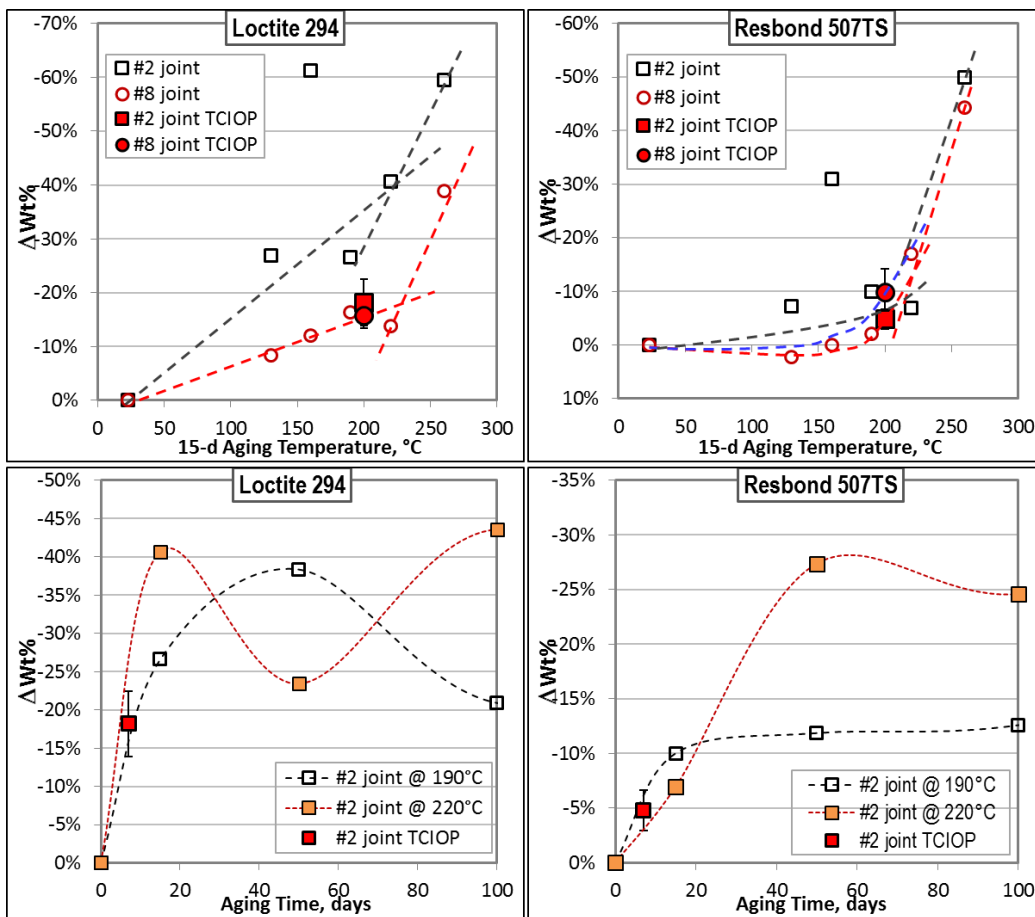 Loctite 294
-70%
-60%
-50%
-40%
-30%
-20%
-10%
0%
ΔWt%
#2 joint
#8 joint
#2 joint TCIOP
#8 joint TCIOP
0 50 100 150 200 250 300
15-d Aging Temperature, °C
Resbond 507TS
-60%
-50%
-40%
-30%
-20%
-10%
0%
10%
ΔWt%
#2 joint
#8 joint
#2 joint TCIOP
#8 joint TCIOP
0 50 100 150 200 250 300
15-d Aging Temperature, °C
Loctite 294
-50%
-45%
-40%
-35%
-30%
-25%
-20%
-15%
-10%
-5%
0%
ΔWt%
#2 joint @ 190°C
#2 joint @ 220°C
#2 joint TCIOP
0 20 40 60 80 100
Aging Time, days
Resbond 507TS
-35%
-30%
-25%
-20%
-15%
-10%
-5%
0%
ΔWt%
#2 joint @ 190°C
#2 joint @ 220°C
#2 joint TCIOP
0 20 40 60 80 100
Aging Time, days